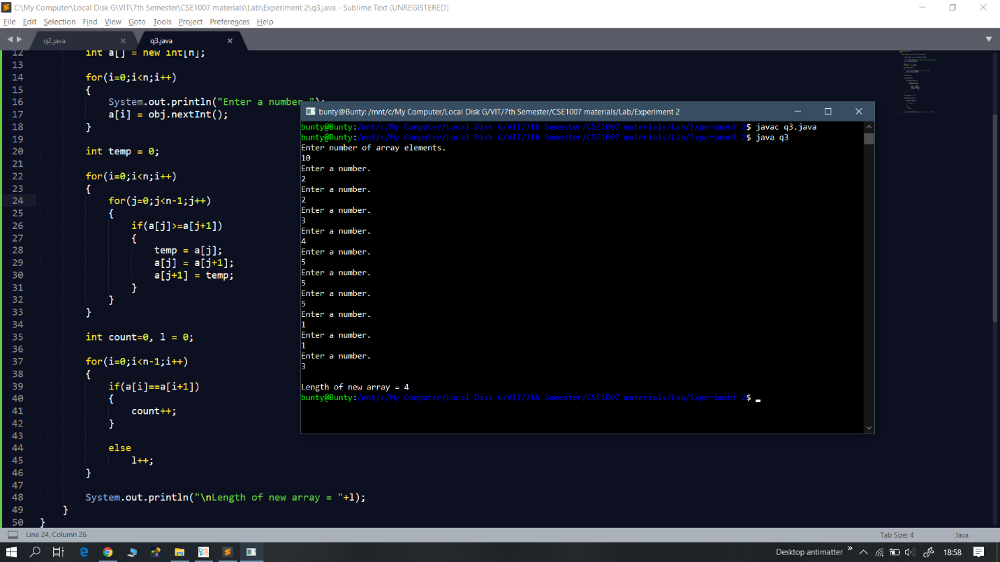 C:\My Computer\Local Disk G\VIT\7th Semester\CSE1007 materials\Lab\Experiment 2\q3.java - Sublime Text (UNREGISTERED)
File Edit Selection Find View Goto Tools Project Preferences Help
q2.java q3.java
12 int a[] = new int[n];
13
14 for(i=0;i<n;i++)
15 {
16 System.out.println("Enter a number.");
17 a[i] = obj.nextInt();
18 }
19
20 int temp = 0;
21
22 for(i=0;i<n;i++)
23 {
24 for(j=0;j<n-1;j++)
25 {
26 if(a[j]>=a[j+1])
27 {
28 temp = a[j];
29 a[j] = a[j+1];
30 a[j+1] = temp;
31 }
32 }
33 }
34
35 int count=0, l = 0;
36
37 for(i=0;i<n-1;i++)
38 {
39 if(a[i]==a[i+1])
40 {
41 count++;
42 }
43
44 else
45 l++;
46 }
47
48 System.out.println("\nLength of new array = "+l);
49 }
50 }
bunty@Bunty: /mnt/c/My Computer/Local Disk G/VIT/7th Semester/CSE1007 materials/Lab/Experiment 2
bunty@Bunty:/mnt/c/My Computer/Local Disk G/VIT/7th Semester/CSE1007 materials/Lab/Experiment 2$ javac q3.java
bunty@Bunty:/mnt/c/My Computer/Local Disk G/VIT/7th Semester/CSE1007 materials/Lab/Experiment 2$ java q3
Enter number of array elements.
10
Enter a number.
2
Enter a number.
2
Enter a number.
3
Enter a number.
4
Enter a number.
5
Enter a number.
5
Enter a number.
5
Enter a number.
1
Enter a number.
1
Enter a number.
3
Length of new array = 4
bunty@Bunty:/mnt/c/My Computer/Local Disk G/VIT/7th Semester/CSE1007 materials/Lab/Experiment 2$
Line 24, Column 26 Tab Size: 4 Java
Desktop antimatter 18:58